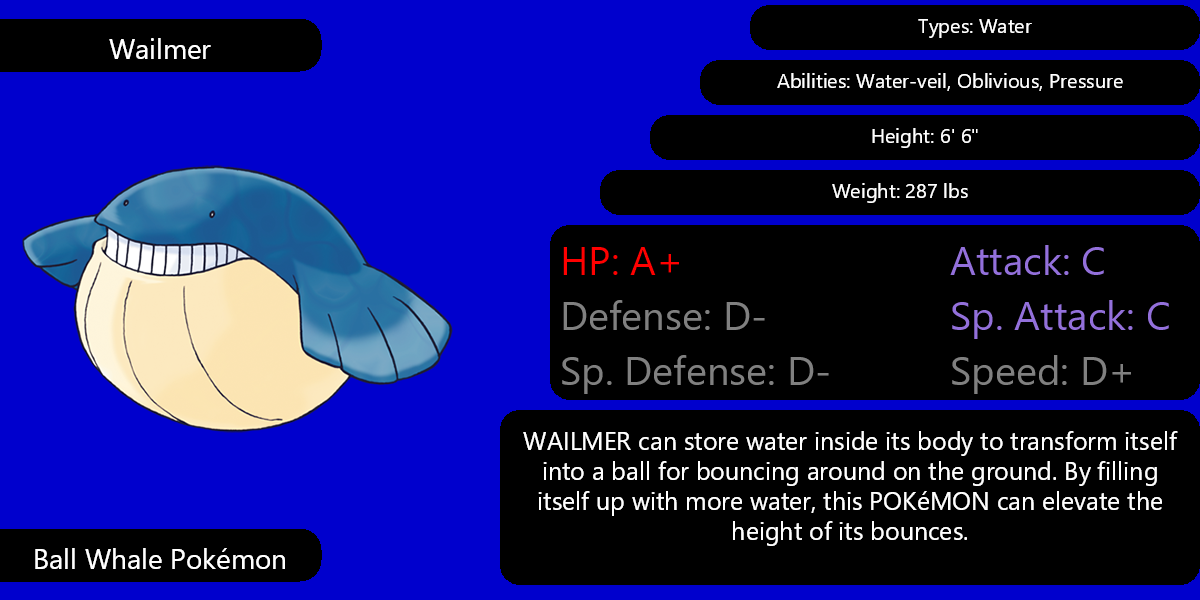 Wailmer
Types: Water
Abilities: Water-veil, Oblivious, Pressure
Height: 6' 6"
Weight: 287 lbs
HP: A+
Attack: C
Defense: D-
Sp. Attack: C
Sp. Defense: D-
Speed: D+
WAILMER can store water inside its body to transform itself
into a ball for bouncing around on the ground. By filling
itself up with more water, this POKéMON can elevate the
height of its bounces.
Ball Whale Pokémon